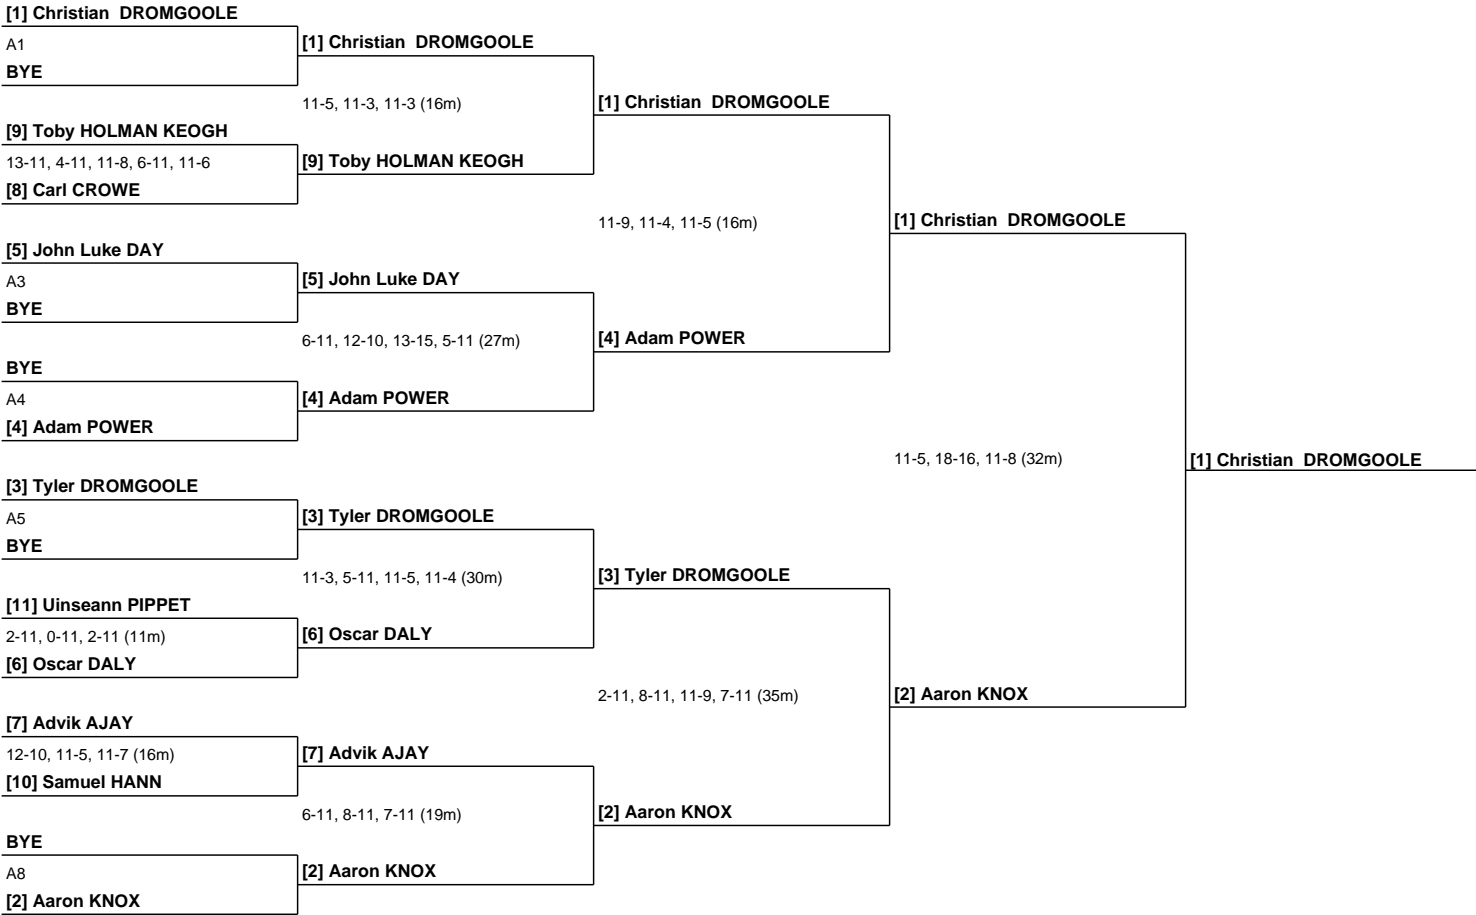 [1] Christian DROMGOOLE
A1
BYE
[9] Toby HOLMAN KEOGH
13-11, 4-11, 11-8, 6-11, 11-6
[8] Carl CROWE
[5] John Luke DAY
A3
BYE
BYE
A4
[4] Adam POWER
[3] Tyler DROMGOOLE
A5
BYE
[11] Uinseann PIPPET
2-11, 0-11, 2-11 (11m)
[6] Oscar DALY
[7] Advik AJAY
12-10, 11-5, 11-7 (16m)
[10] Samuel HANN
BYE
A8
[2] Aaron KNOX
[1] Christian DROMGOOLE
11-5, 11-3, 11-3 (16m)
[9] Toby HOLMAN KEOGH
[5] John Luke DAY
6-11, 12-10, 13-15, 5-11 (27m)
[4] Adam POWER
[3] Tyler DROMGOOLE
11-3, 5-11, 11-5, 11-4 (30m)
[6] Oscar DALY
[7] Advik AJAY
6-11, 8-11, 7-11 (19m)
[2] Aaron KNOX
[1] Christian DROMGOOLE
11-9, 11-4, 11-5 (16m)
[4] Adam POWER
[3] Tyler DROMGOOLE
2-11, 8-11, 11-9, 7-11 (35m)
[2] Aaron KNOX
[1] Christian DROMGOOLE
11-5, 18-16, 11-8 (32m)
[2] Aaron KNOX
[1] Christian DROMGOOLE